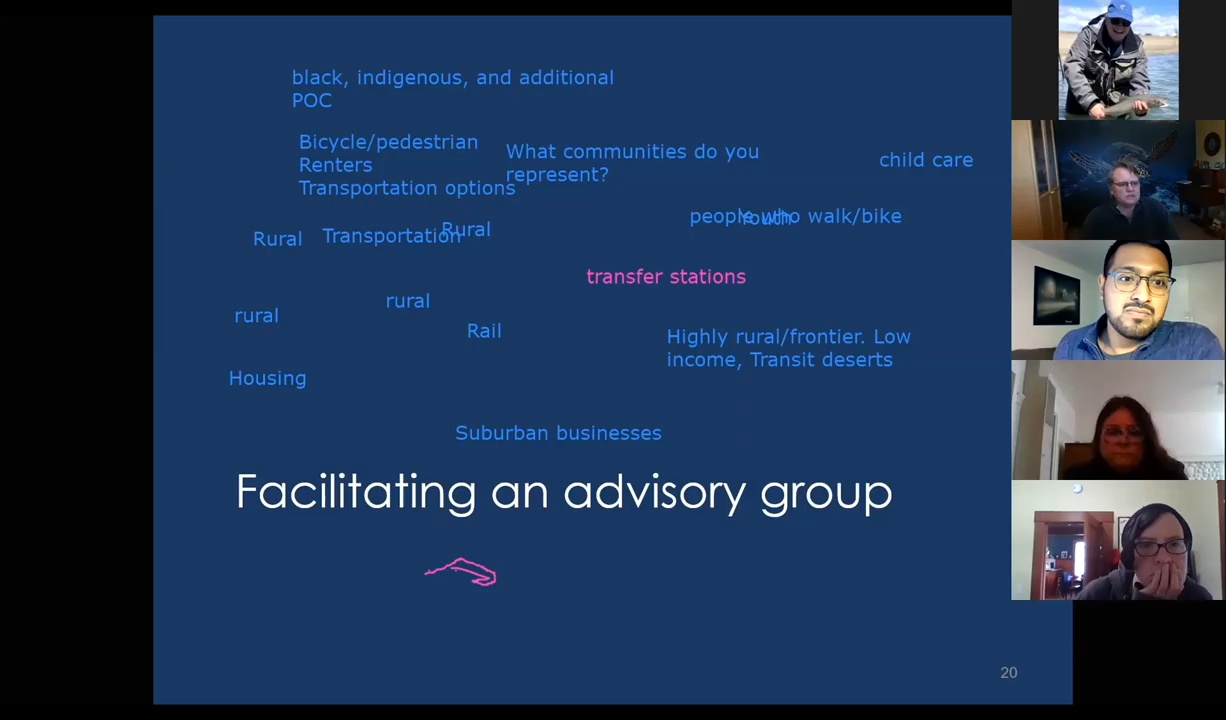 black, indigenous, and additional
POC
Bicycle/pedestrian
Renters
Transportation options
What communities do you
represent?
child care
people who walk/bike
Youth
Rural
Transportation
Rural
transfer stations
rural
rural
Rail
Highly rural/frontier. Low
income, Transit deserts
Housing
Suburban businesses
Facilitating an advisory group
20